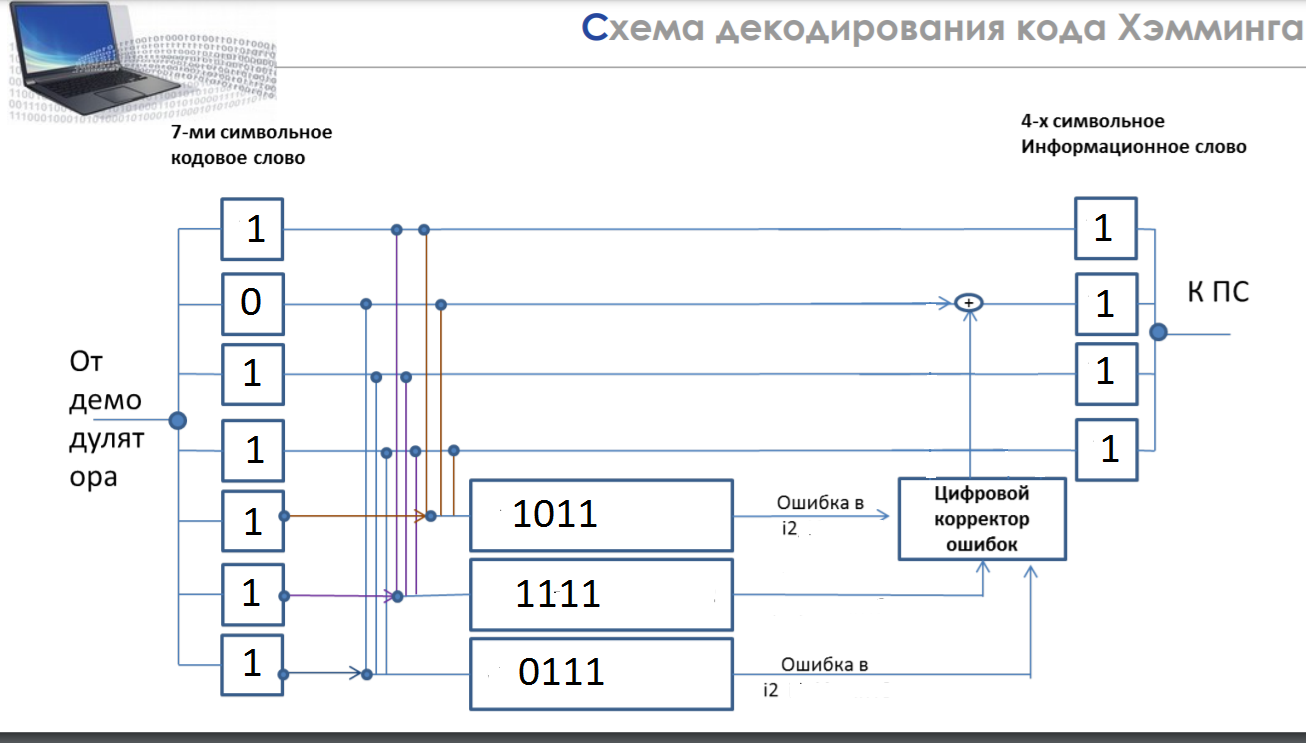 Схема декодирования кода Хэмминга
7-ми символьное
кодовое слово
4-х символьное
Информационное слово
1
0
1
1
1
1
1
От
демо
дулят
ора
1011
1111
0111
Ошибка в
i2
Ошибка в
i2
Цифровой
корректор
ошибок
+
1
1
1
1
К ПС